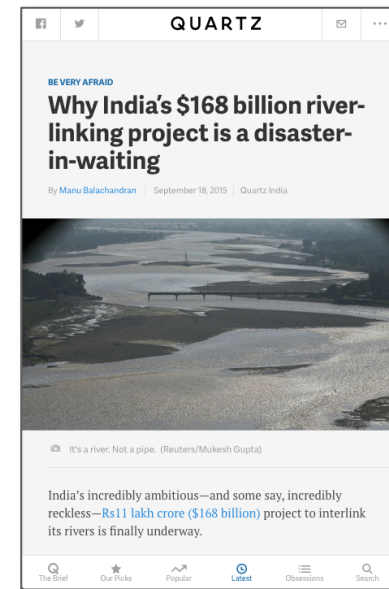 QUARTZ
BE VERY AFRAID
Why India's $168 billion river-
linking project is a disaster-
in-waiting
By Manu Balachandran September 18, 2015 Quartz India
It's a river. Not a pipe. (Reuters/Mukesh Gupta)
India's incredibly ambitious—and some say, incredibly
reckless—Rs11 lakh crore ($168 billion) project to interlink
its rivers is finally underway.
The Brief Our Picks Popular Latest Obsessions Search